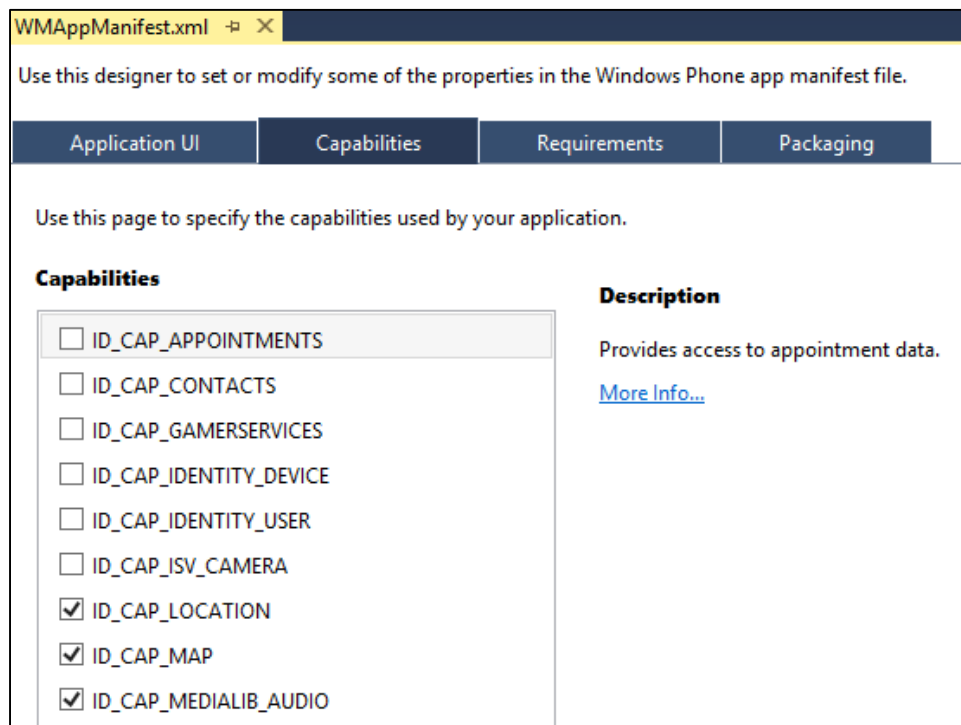 WMAppManifest.xml
Use this designer to set or modify some of the properties in the Windows Phone app manifest file.
Application UI
Capabilities
Requirements
Packaging
Use this page to specify the capabilities used by your application.
Capabilities
ID_CAP_APPOINTMENTS
ID_CAP_CONTACTS
ID_CAP_GAMERSERVICES
ID_CAP_IDENTITY_DEVICE
ID_CAP_IDENTITY_USER
ID_CAP_ISV_CAMERA
ID_CAP_LOCATION
ID_CAP_MAP
ID_CAP_MEDIALIB_AUDIO
Description
Provides access to appointment data.
More Info...